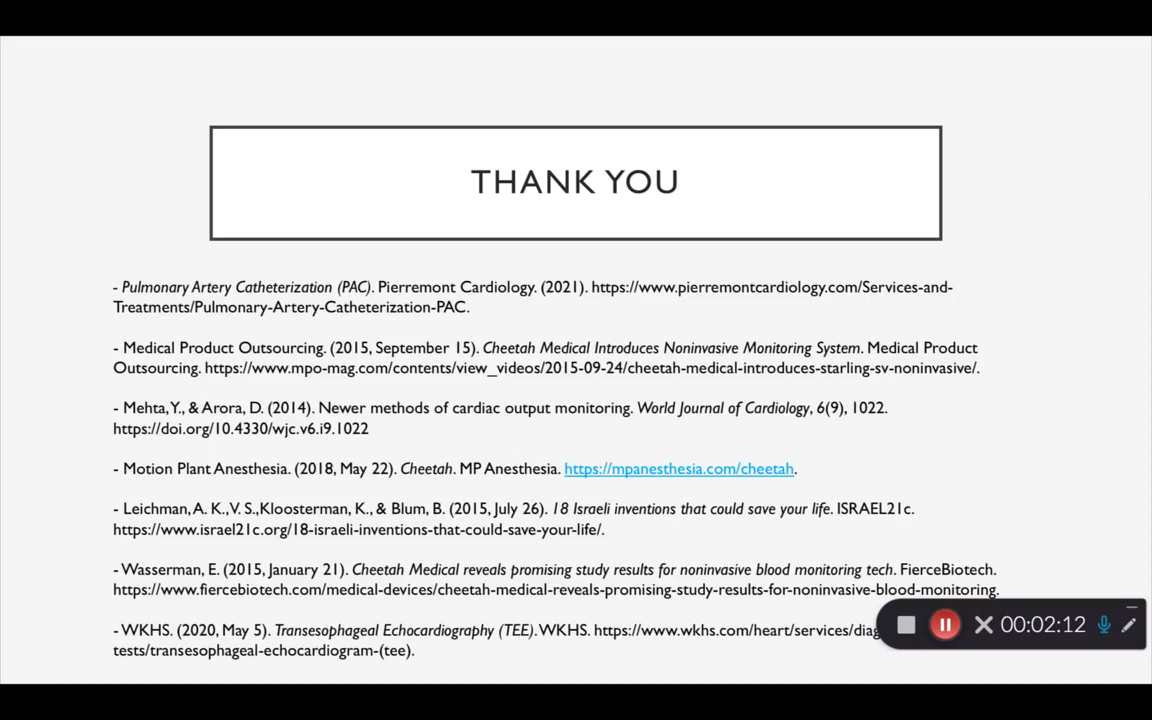 THANK YOU
- Pulmonary Artery Catheterization (PAC). Pierremont Cardiology. (2021). https://www.pierremontcardiology.com/Services-and-
Treatments/Pulmonary-Artery-Catheterization-PAC.
- Medical Product Outsourcing. (2015, September 15). Cheetah Medical Introduces Noninvasive Monitoring System. Medical Product
Outsourcing. https://www.mpo-mag.com/contents/view_videos/2015-09-24/cheetah-medical-introduces-starling-sv-noninvasive/.
- Mehta, Y., & Arora, D. (2014). Newer methods of cardiac output monitoring. World Journal of Cardiology, 6(9), 1022.
https://doi.org/10.4330/wjc.v6.i9.1022
- Motion Plant Anesthesia. (2018, May 22). Cheetah. MP Anesthesia. https://mpanesthesia.com/cheetah.
- Leichman, A. K., V. S., Kloosterman, K., & Blum, B. (2015, July 26). 18 Israeli inventions that could save your life. ISRAEL21c.
https://www.israel21c.org/18-israeli-inventions-that-could-save-your-life/.
- Wasserman, E. (2015, January 21). Cheetah Medical reveals promising study results for noninvasive blood monitoring tech. FierceBiotech.
https://www.fiercebiotech.com/medical-devices/cheetah-medical-reveals-promising-study-results-for-noninvasive-blood-monitoring.
- WKHS. (2020, May 5). Transesophageal Echocardiography (TEE). WKHS. https://www.wkhs.com/heart/services/diag
tests/transesophageal-echocardiogram-(tee).
00:02:12